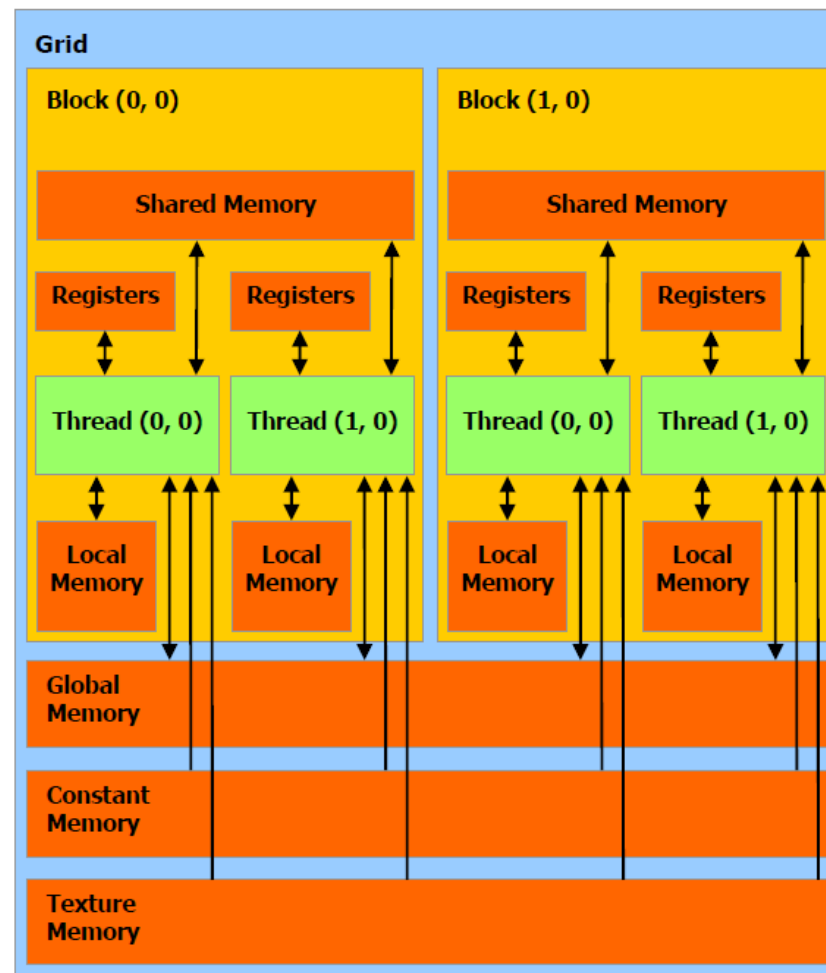 Grid
Block (0, 0)
Block (1, 0)
Shared Memory
Shared Memory
Registers
Registers
Registers
Registers
Thread (0, 0)
Thread (1, 0)
Thread (0, 0)
Thread (1, 0)
Local
Memory
Local
Memory
Local
Memory
Local
Memory
Global
Memory
Constant
Memory
Texture
Memory